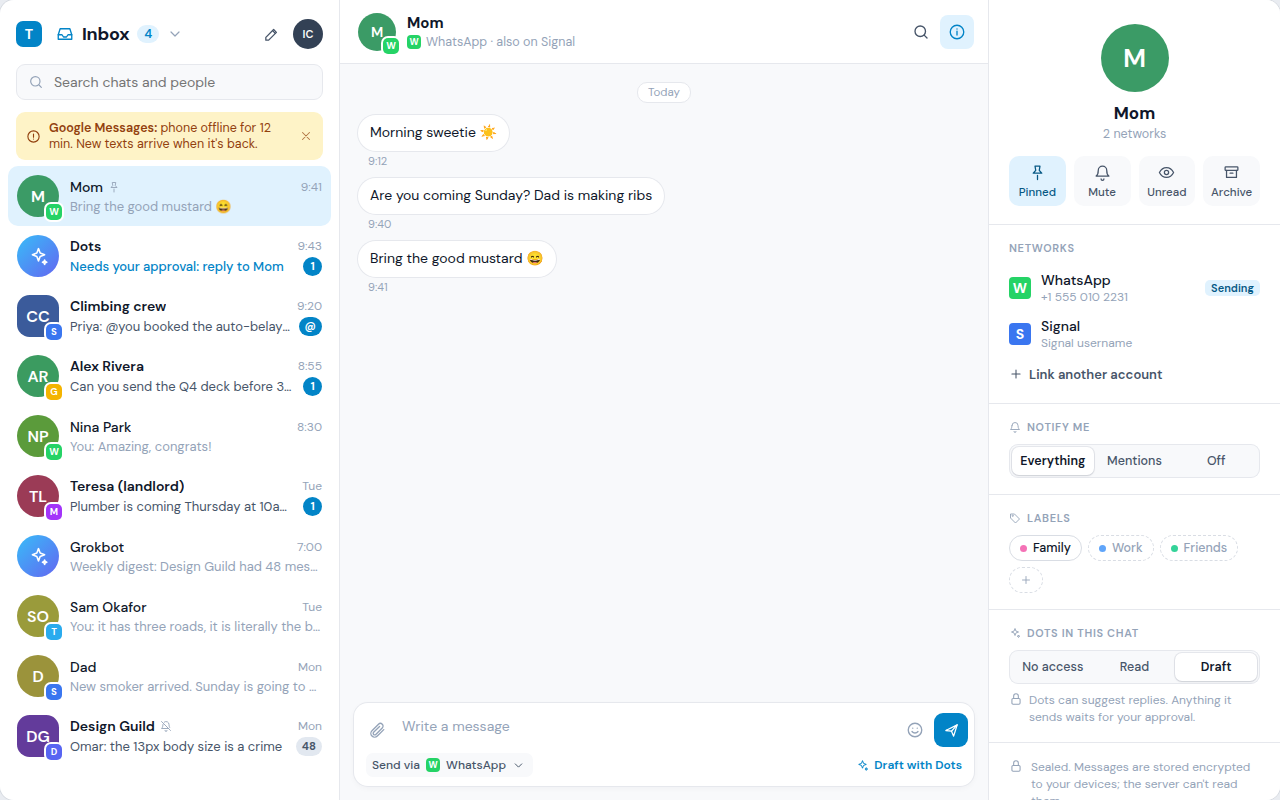 T
Inbox 4
IC
Search chats and people
Google Messages: phone offline for 12
min. New texts arrive when it's back.
M
W
Mom 9:41
Bring the good mustard 😄
Dots 9:43
Needs your approval: reply to Mom 1
CC
S
Climbing crew 9:20
Priya: @you booked the auto-belay… @
AR
G
Alex Rivera 8:55
Can you send the Q4 deck before 3… 1
NP
W
Nina Park 8:30
You: Amazing, congrats!
TL
M
Teresa (landlord) Tue
Plumber is coming Thursday at 10a… 1
Grokbot 7:00
Weekly digest: Design Guild had 48 mes…
SO
T
Sam Okafor Tue
You: it has three roads, it is literally the b…
D
S
Dad Mon
New smoker arrived. Sunday is going to …
DG
D
Design Guild Mon
Omar: the 13px body size is a crime 48
M
W
Mom
W WhatsApp · also on Signal
Today
Morning sweetie ☀️
9:12
Are you coming Sunday? Dad is making ribs
9:40
Bring the good mustard 😄
9:41
Write a message
Send via W WhatsApp
Draft with Dots
M
Mom
2 networks
Pinned Mute Unread Archive
NETWORKS
W
WhatsApp
+1 555 010 2231
Sending
S
Signal
Signal username
+ Link another account
NOTIFY ME
Everything Mentions Off
LABELS
Family Work Friends
+
DOTS IN THIS CHAT
No access Read Draft
Dots can suggest replies. Anything it
sends waits for your approval.
Sealed. Messages are stored encrypted
to your devices; the server can't read
them.